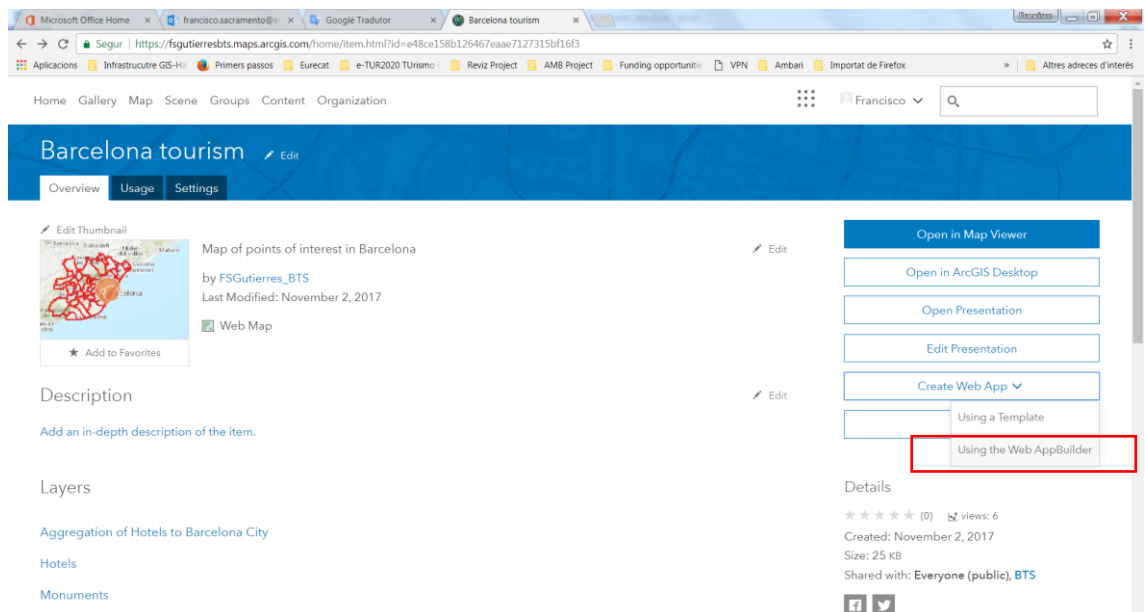 Microsoft Office Home
francisco.sacramento@e
Google Tradutor
Barcelona tourism
Francisco
Segur
https://fsgutierresbts.maps.arcgis.com/home/item.html?id=e48ce158b126467eaae7127315bf16f3
Aplicacions Infrastrucutre GIS-Ha Primers passos Eurecat e-TUR2020 TUrismo Reviz Project AMB Project Funding opportunitie VPN Ambari Importat de Firefox » Altres adreces d'interès
Home Gallery Map Scene Groups Content Organization
Francisco
Barcelona tourism Edit
Overview Usage Settings
Edit Thumbnail
Map of points of interest in Barcelona Edit
by FSGutierres_BTS
Last Modified: November 2, 2017
Web Map
Add to Favorites
Description Edit
Add an in-depth description of the item.
Layers
Aggregation of Hotels to Barcelona City
Hotels
Monuments
Open in Map Viewer
Open in ArcGIS Desktop
Open Presentation
Edit Presentation
Create Web App
Using a Template
Using the Web AppBuilder
Details
(0) views: 6
Created: November 2, 2017
Size: 25 KB
Shared with: Everyone (public), BTS